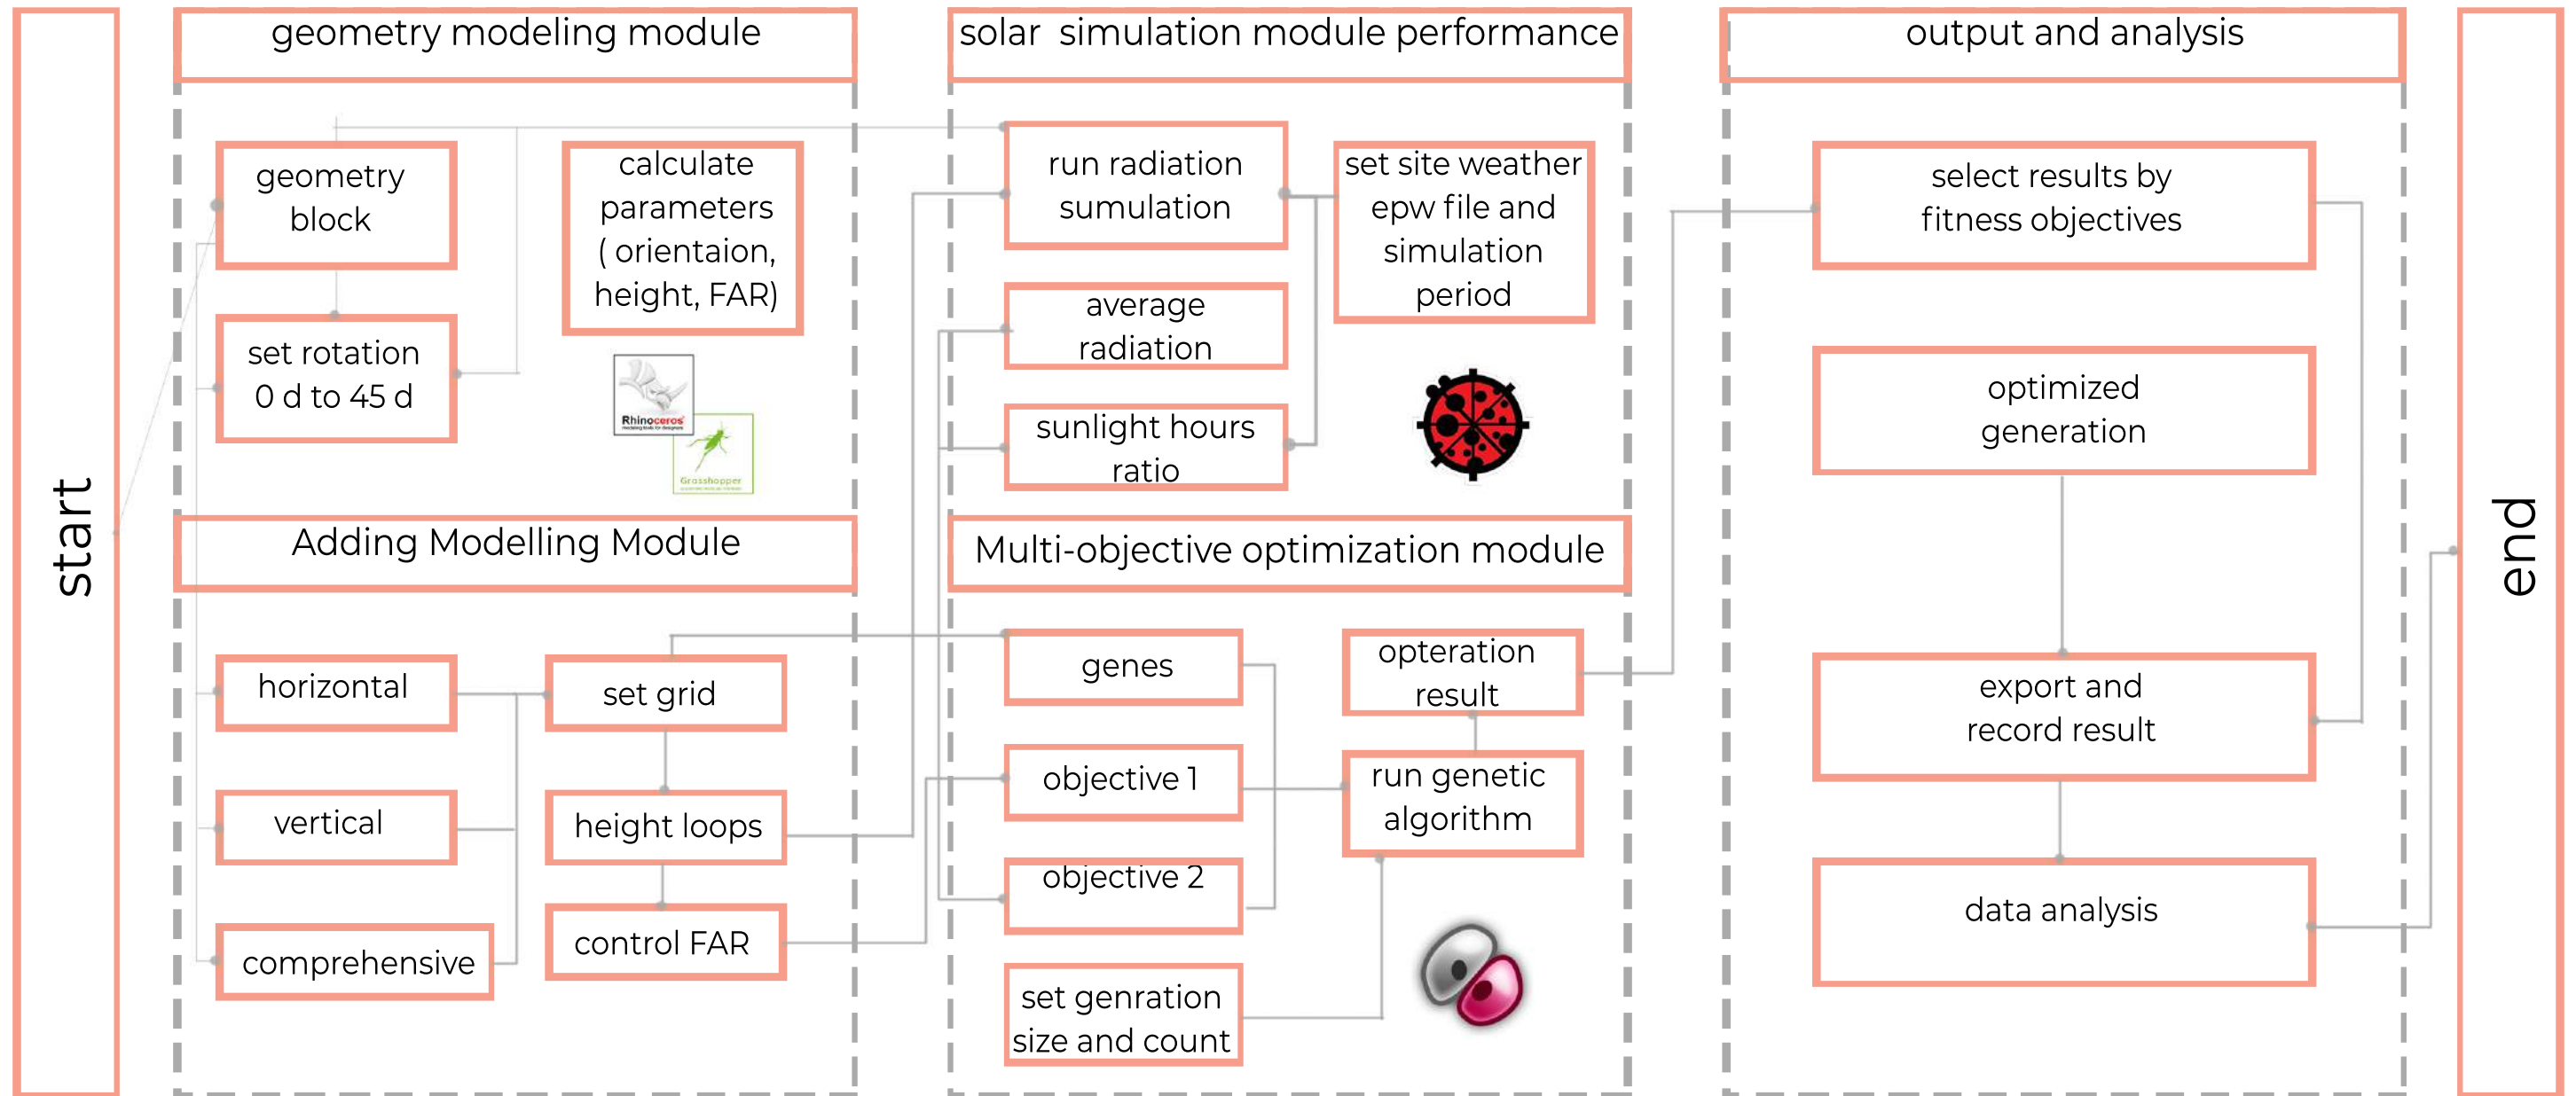 start
geometry modeling module
geometry
block
calculate
parameters
( orientaion,
height, FAR)
set rotation
0 d to 45 d
Rhinoceros
modeling tools for designers
Grasshopper
Adding Modelling Module
horizontal
set grid
vertical
height loops
comprehensive
control FAR
solar simulation module performance
run radiation
sumulation
set site weather
epw file and
simulation
period
average
radiation
sunlight hours
ratio
Multi-objective optimization module
genes
opteration
result
objective 1
run genetic
algorithm
objective 2
set genration
size and count
output and analysis
select results by
fitness objectives
optimized
generation
export and
record result
data analysis
end